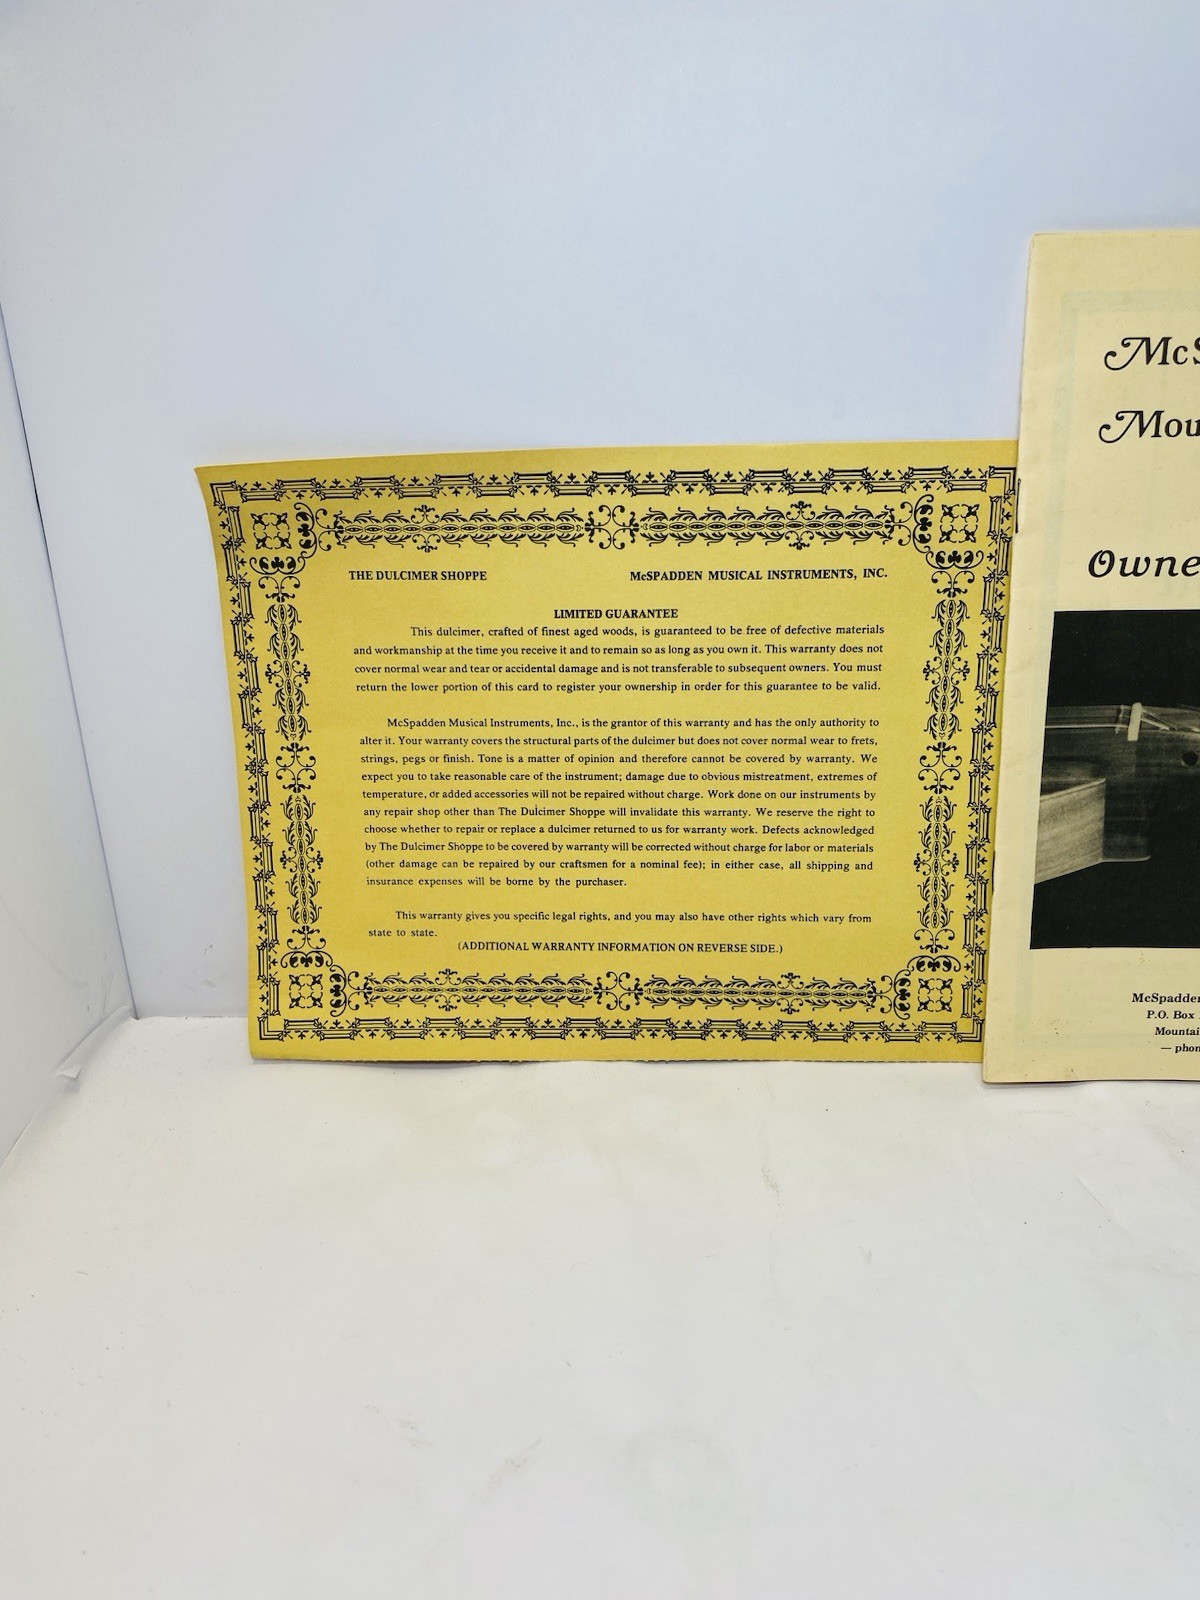 THE DULCIMER SHOPPE McSPADDEN MUSICAL INSTRUMENTS, INC.
LIMITED GUARANTEE
This dulcimer, crafted of finest aged woods, is guaranteed to be free of defective materials
and workmanship at the time you receive it and to remain so as long as you own it. This warranty does not
cover normal wear and tear or accidental damage and is not transferable to subsequent owners. You must
return the lower portion of this card to register your ownership in order for this guarantee to be valid.
McSpadden Musical Instruments, Inc., is the grantor of this warranty and has the only authority to
alter it. Your warranty covers the structural parts of the dulcimer but does not cover normal wear to frets,
strings, pegs or finish. Tone is a matter of opinion and therefore cannot be covered by warranty. We
expect you to take reasonable care of the instrument; damage due to obvious mistreatment, extremes of
temperature, or added accessories will not be repaired without charge. Work done on our instruments by
any repair shop other than The Dulcimer Shoppe will invalidate this warranty. We reserve the right to
choose whether to repair or replace a dulcimer returned to us for warranty work. Defects acknowledged
by The Dulcimer Shoppe to be covered by warranty will be corrected without charge for labor or materials
(other damage can be repaired by our craftsmen for a nominal fee); in either case, all shipping and
insurance expenses will be borne by the purchaser.
This warranty gives you specific legal rights, and you may also have other rights which vary from
state to state.
(ADDITIONAL WARRANTY INFORMATION ON REVERSE SIDE.)
McS
Mou
Owne
McSpadden
P.O. Box
Mountai
— phon